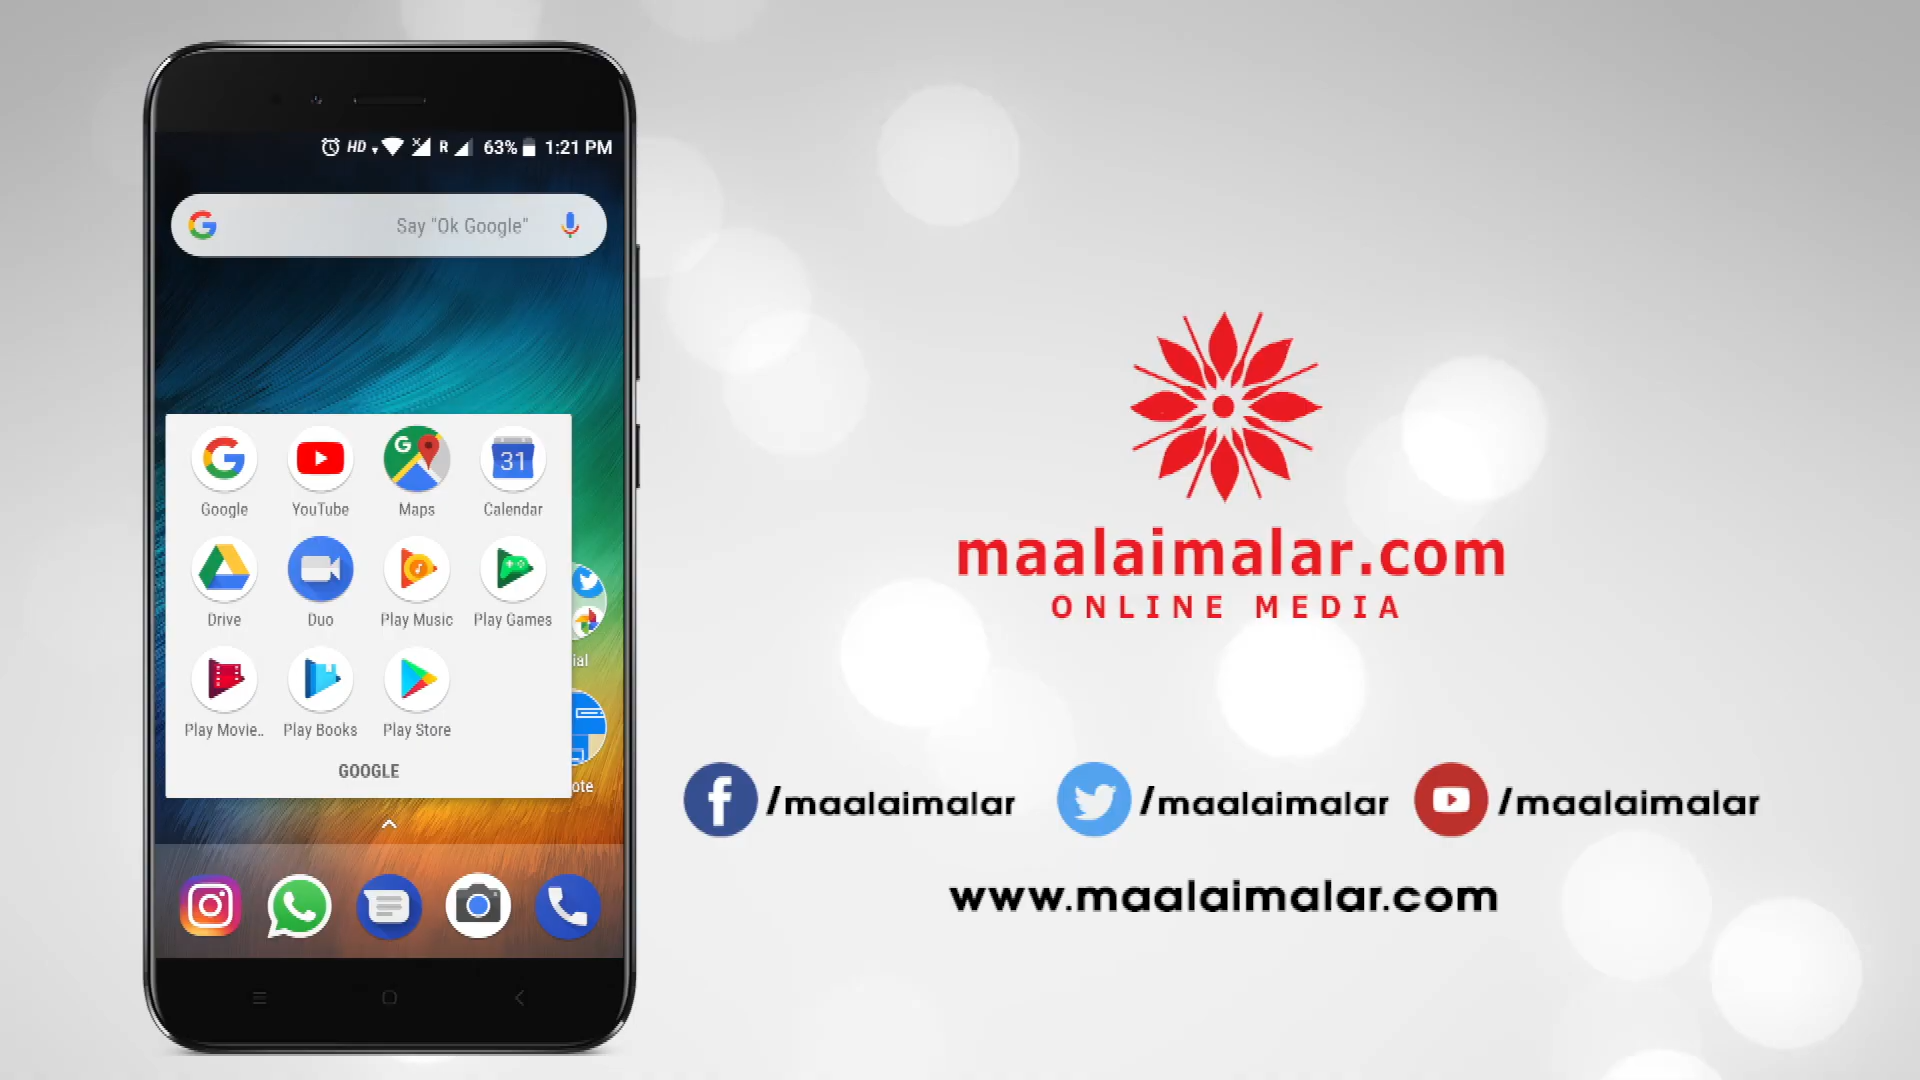 HD R 63% 1:21 PM
Say "Ok Google"
31
Google YouTube Maps Calendar
Drive Duo Play Music Play Games
ial
Play Movie.. Play Books Play Store
GOOGLE
ote
maalaimalar.com
ONLINE MEDIA
/maalaimalar /maalaimalar /maalaimalar
www.maalaimalar.com